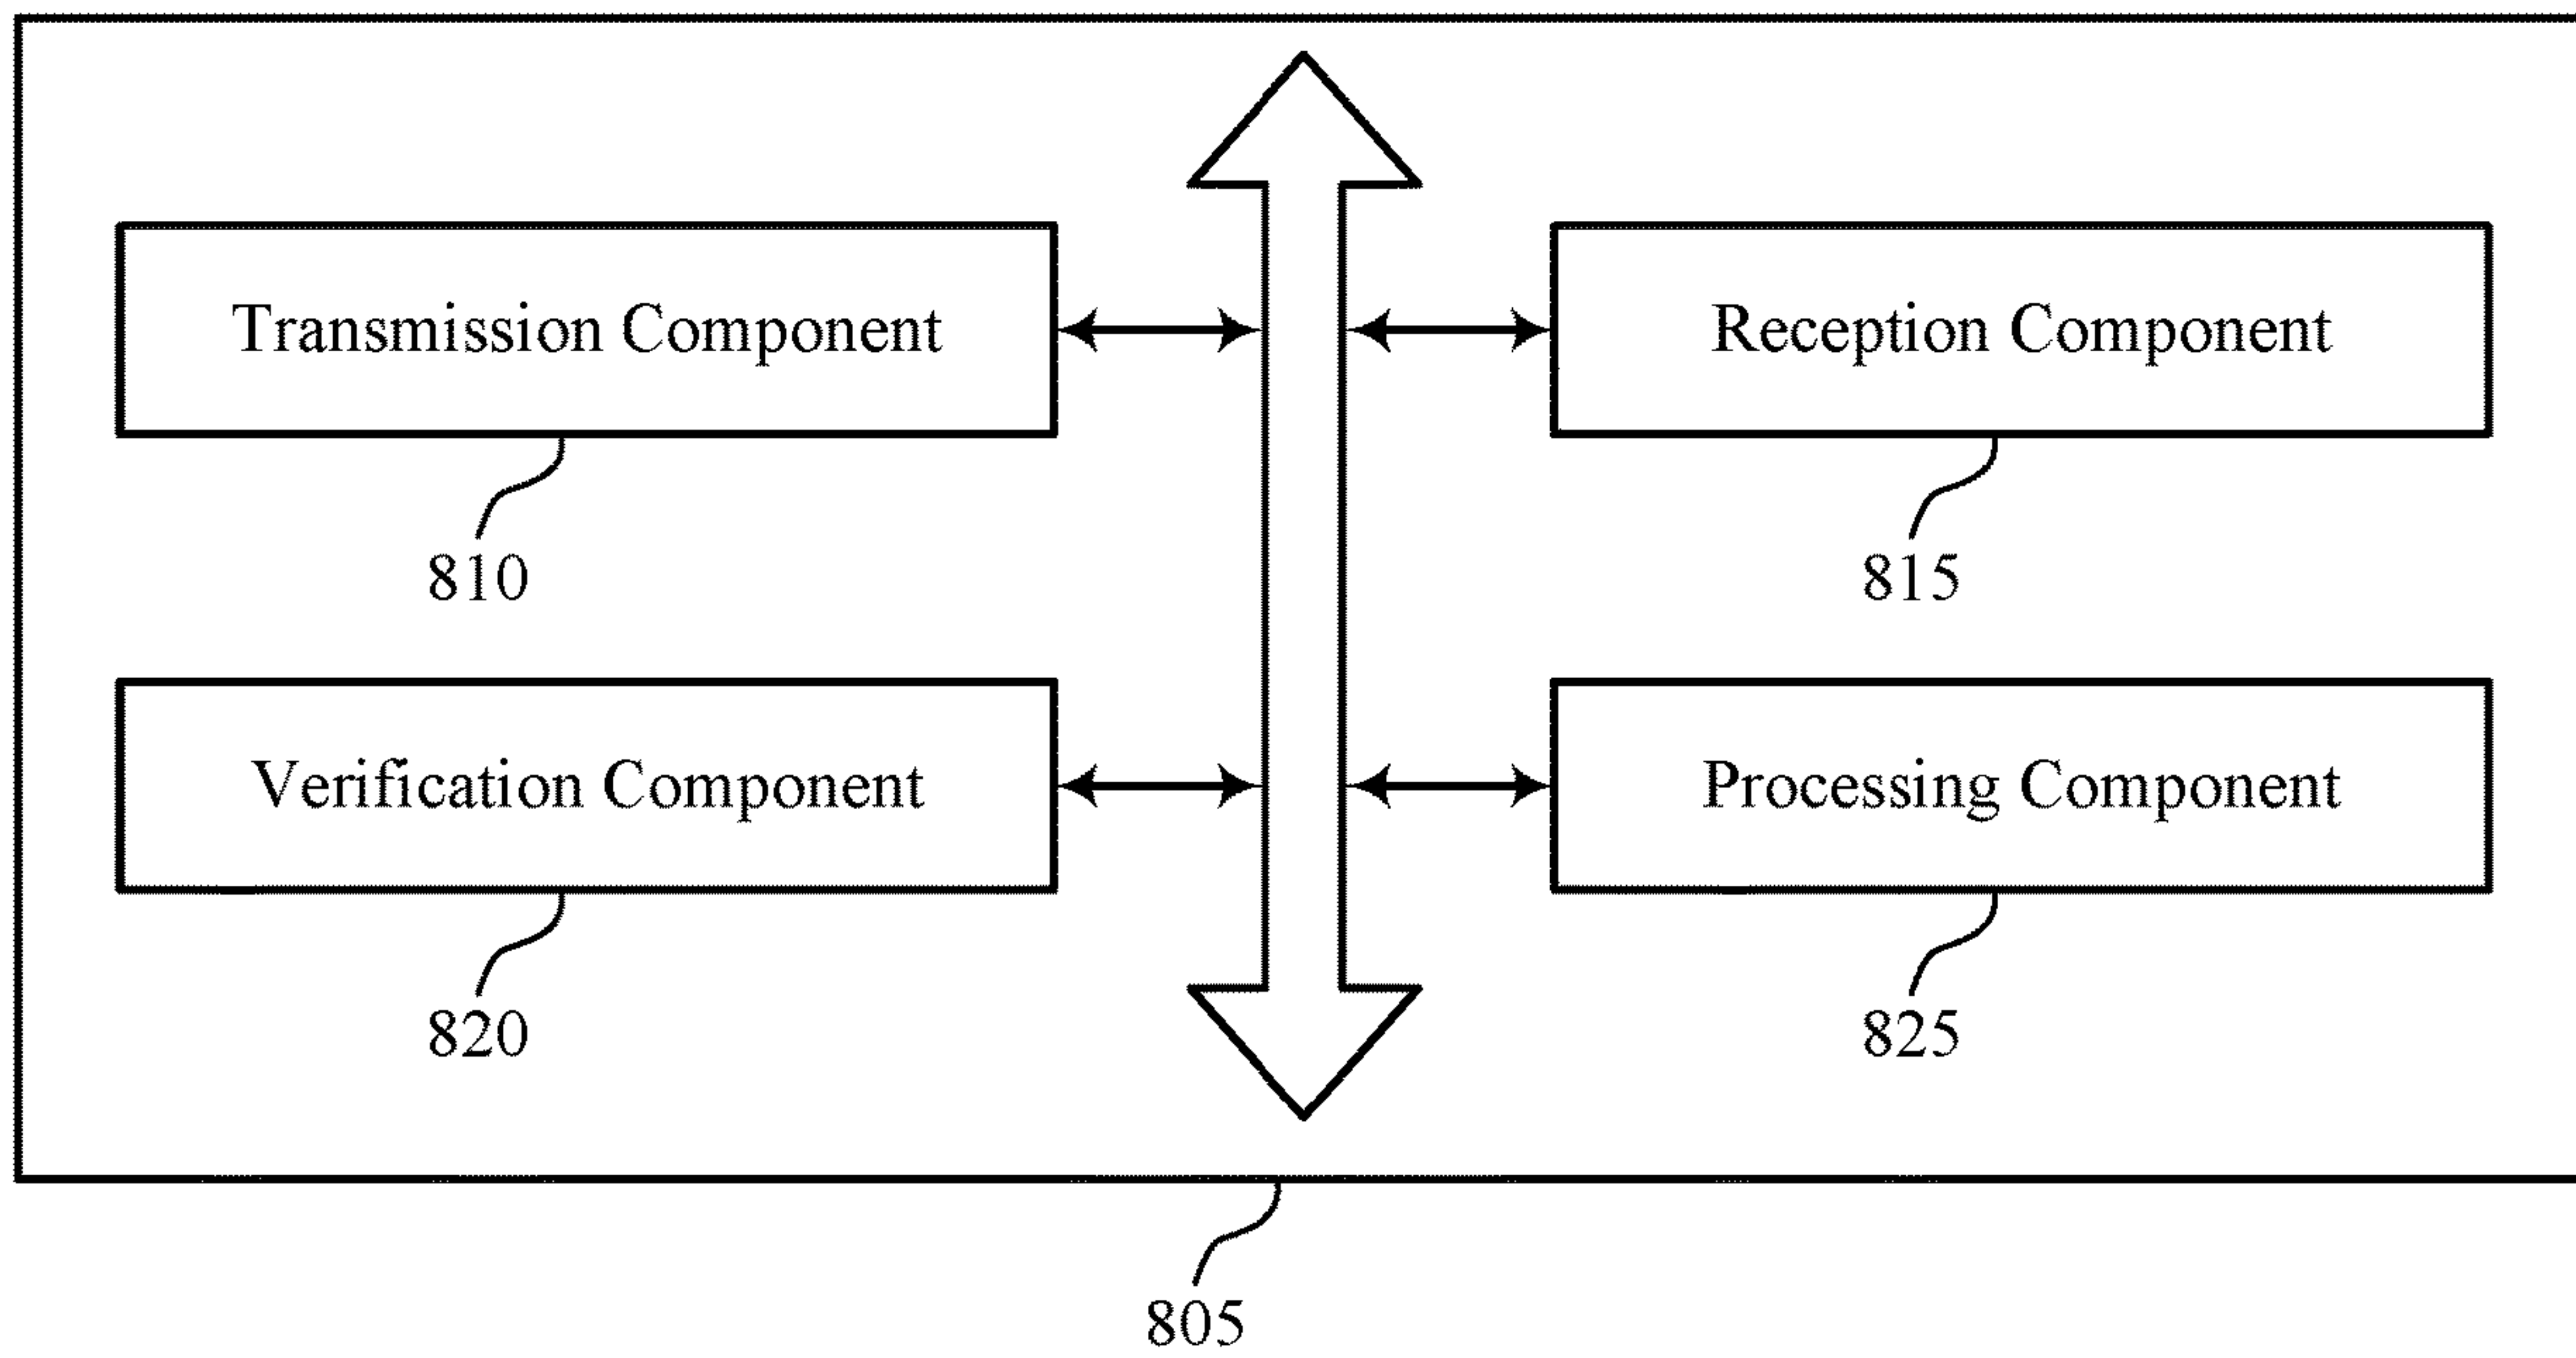 Transmission Component
Reception Component
810
815
Verification Component
Processing Component
820
825
805